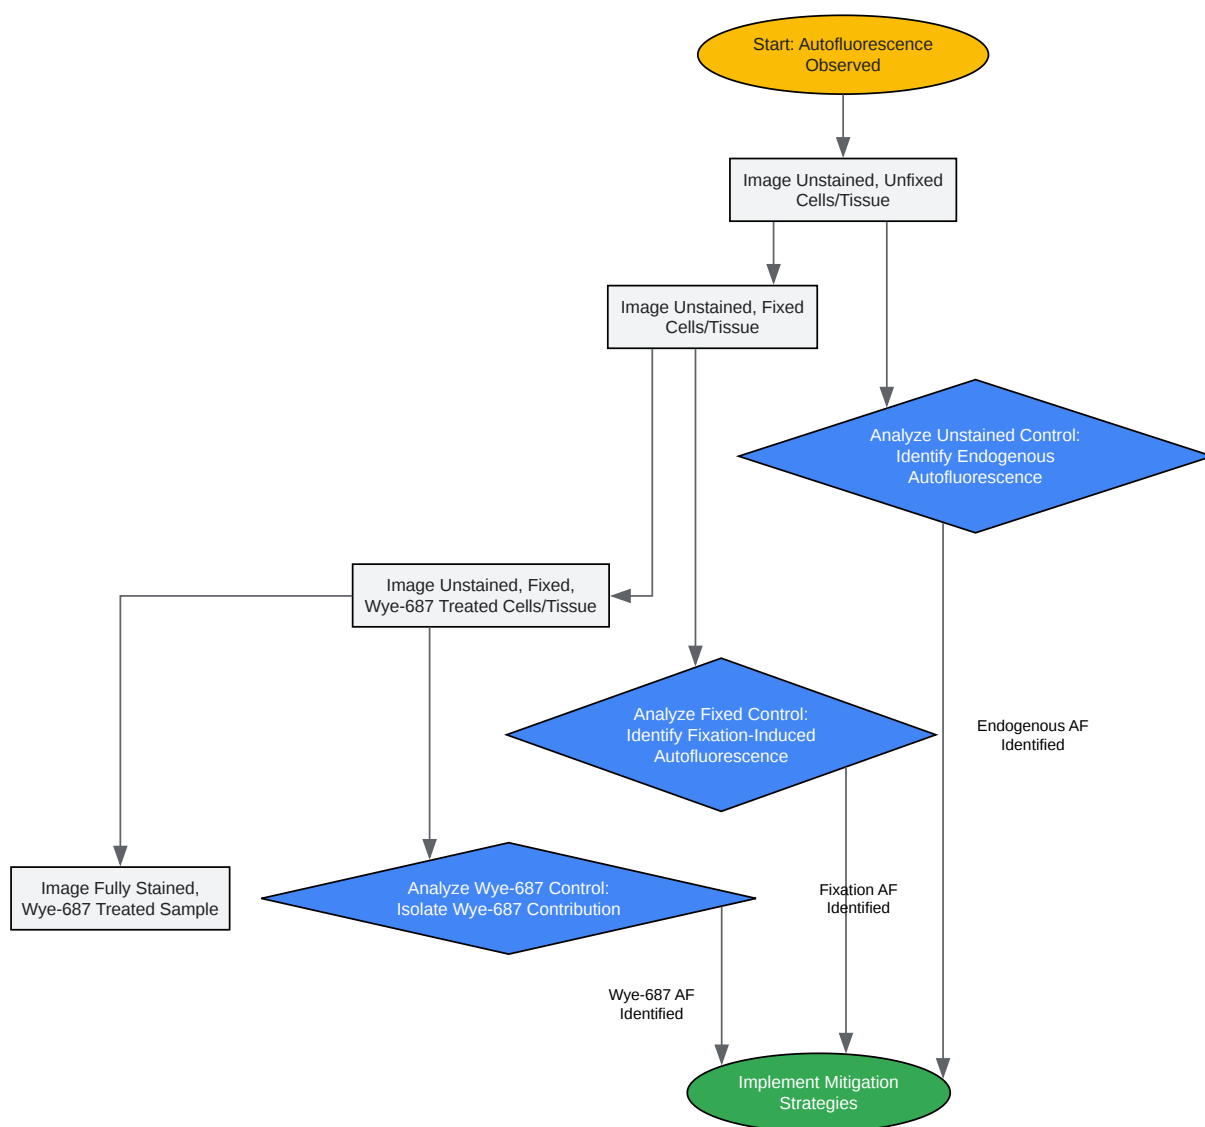 Start: Autofluorescence
Observed
Image Unstained, Unfixed
Cells/Tissue
Image Unstained, Fixed
Cells/Tissue
Analyze Unstained Control:
Identify Endogenous
Autofluorescence
Image Unstained, Fixed,
Wye-687 Treated Cells/Tissue
Analyze Fixed Control:
Identify Fixation-Induced
Autofluorescence
Endogenous AF
Identified
Image Fully Stained,
Wye-687 Treated Sample
Analyze Wye-687 Control:
Isolate Wye-687 Contribution
Fixation AF
Identified
Wye-687 AF
Identified
Implement Mitigation
Strategies